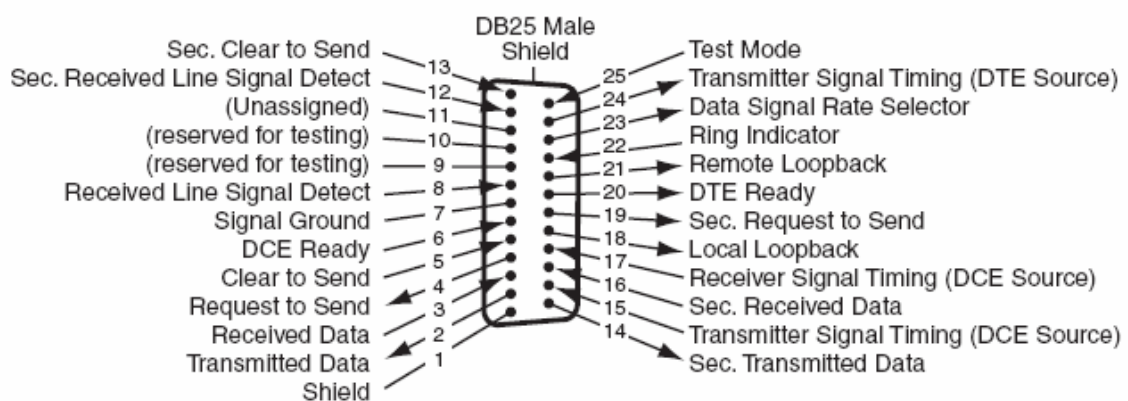 DB25 Male
Shield
Sec. Clear to Send
13
Sec. Received Line Signal Detect
12
(Unassigned)
11
(reserved for testing)
10
(reserved for testing)
9
Received Line Signal Detect
8
Signal Ground
7
DCE Ready
6
Clear to Send
5
Request to Send
4
Received Data
3
Transmitted Data
2
Shield
1
25
Test Mode
24
Transmitter Signal Timing (DTE Source)
23
Data Signal Rate Selector
22
Ring Indicator
21
Remote Loopback
20
DTE Ready
19
Sec. Request to Send
18
Local Loopback
17
Receiver Signal Timing (DCE Source)
16
Sec. Received Data
15
Transmitter Signal Timing (DCE Source)
14
Sec. Transmitted Data